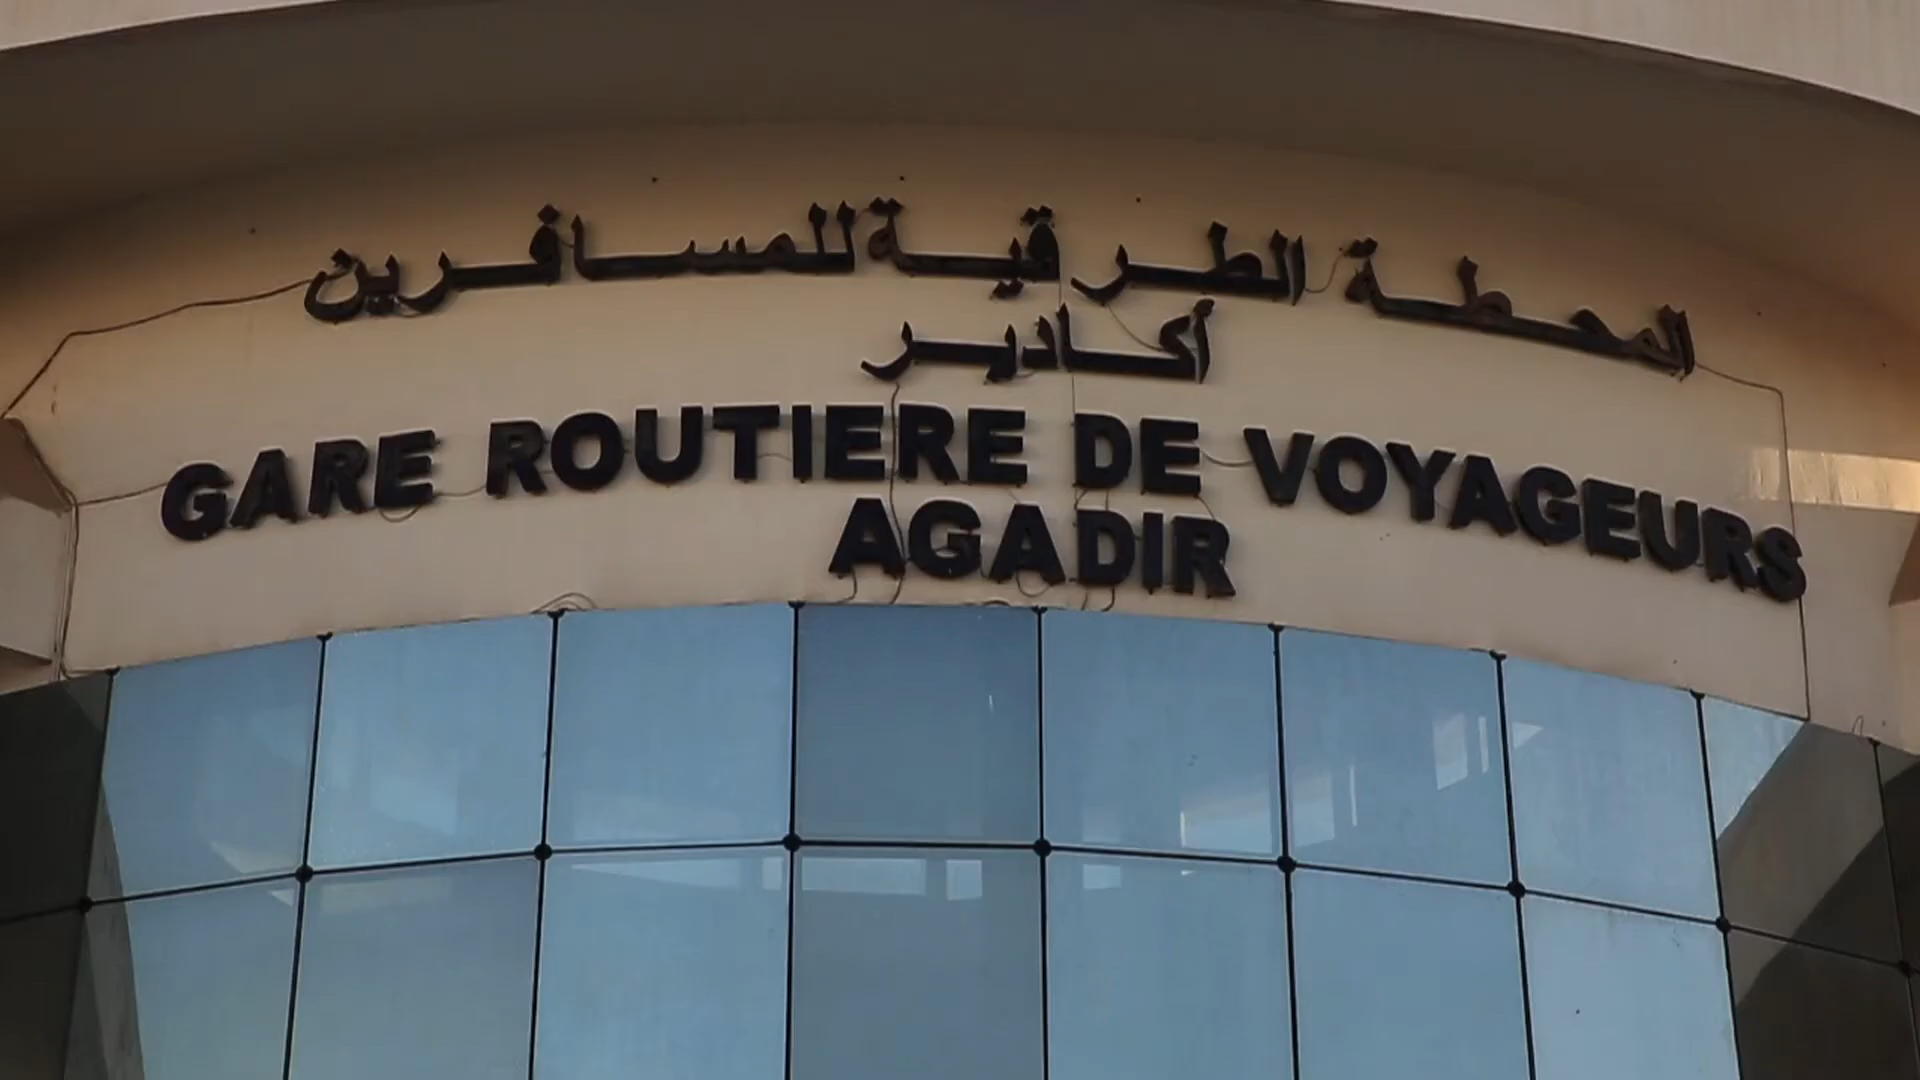 المحطة الطرقية للمسافرين
أكادير
GARE ROUTIERE DE VOYAGEURS
AGADIR